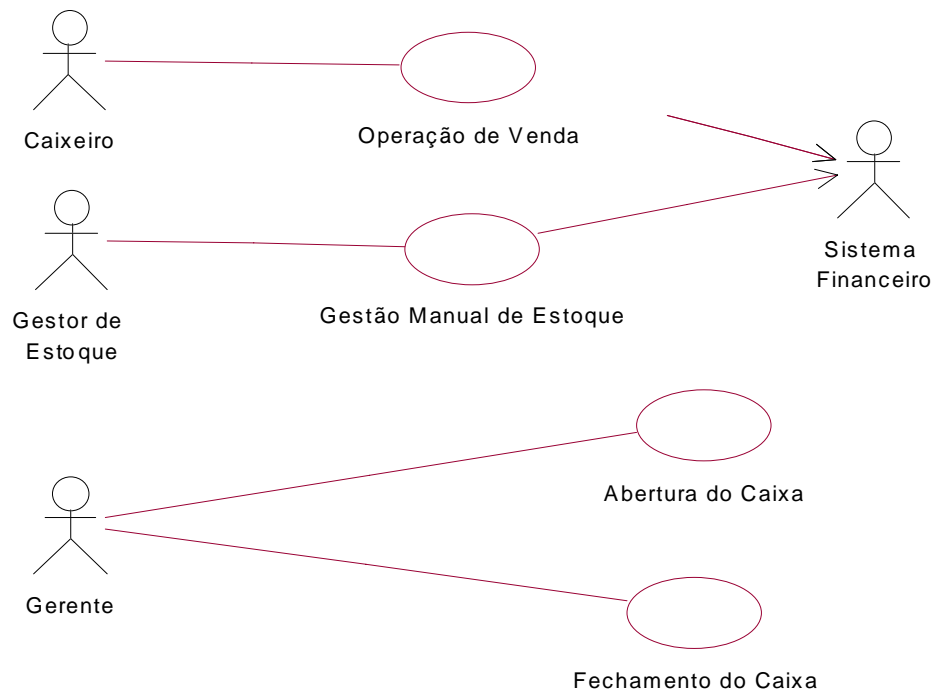 Caixeiro
Operação de Venda
Sistema
Financeiro
Gestor de
Estoque
Gestão Manual de Estoque
Abertura do Caixa
Gerente
Fechamento do Caixa